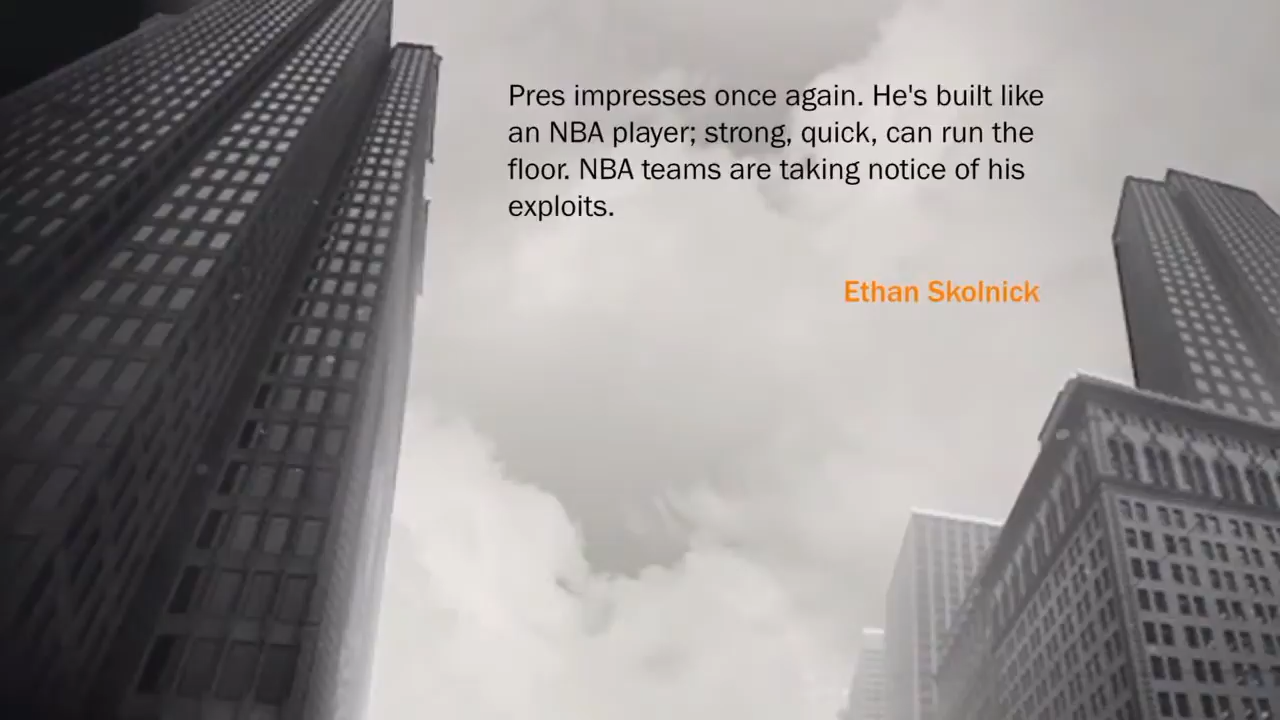 Pres impresses once again. He's built like
an NBA player; strong, quick, can run the
floor. NBA teams are taking notice of his
exploits.
Ethan Skolnick